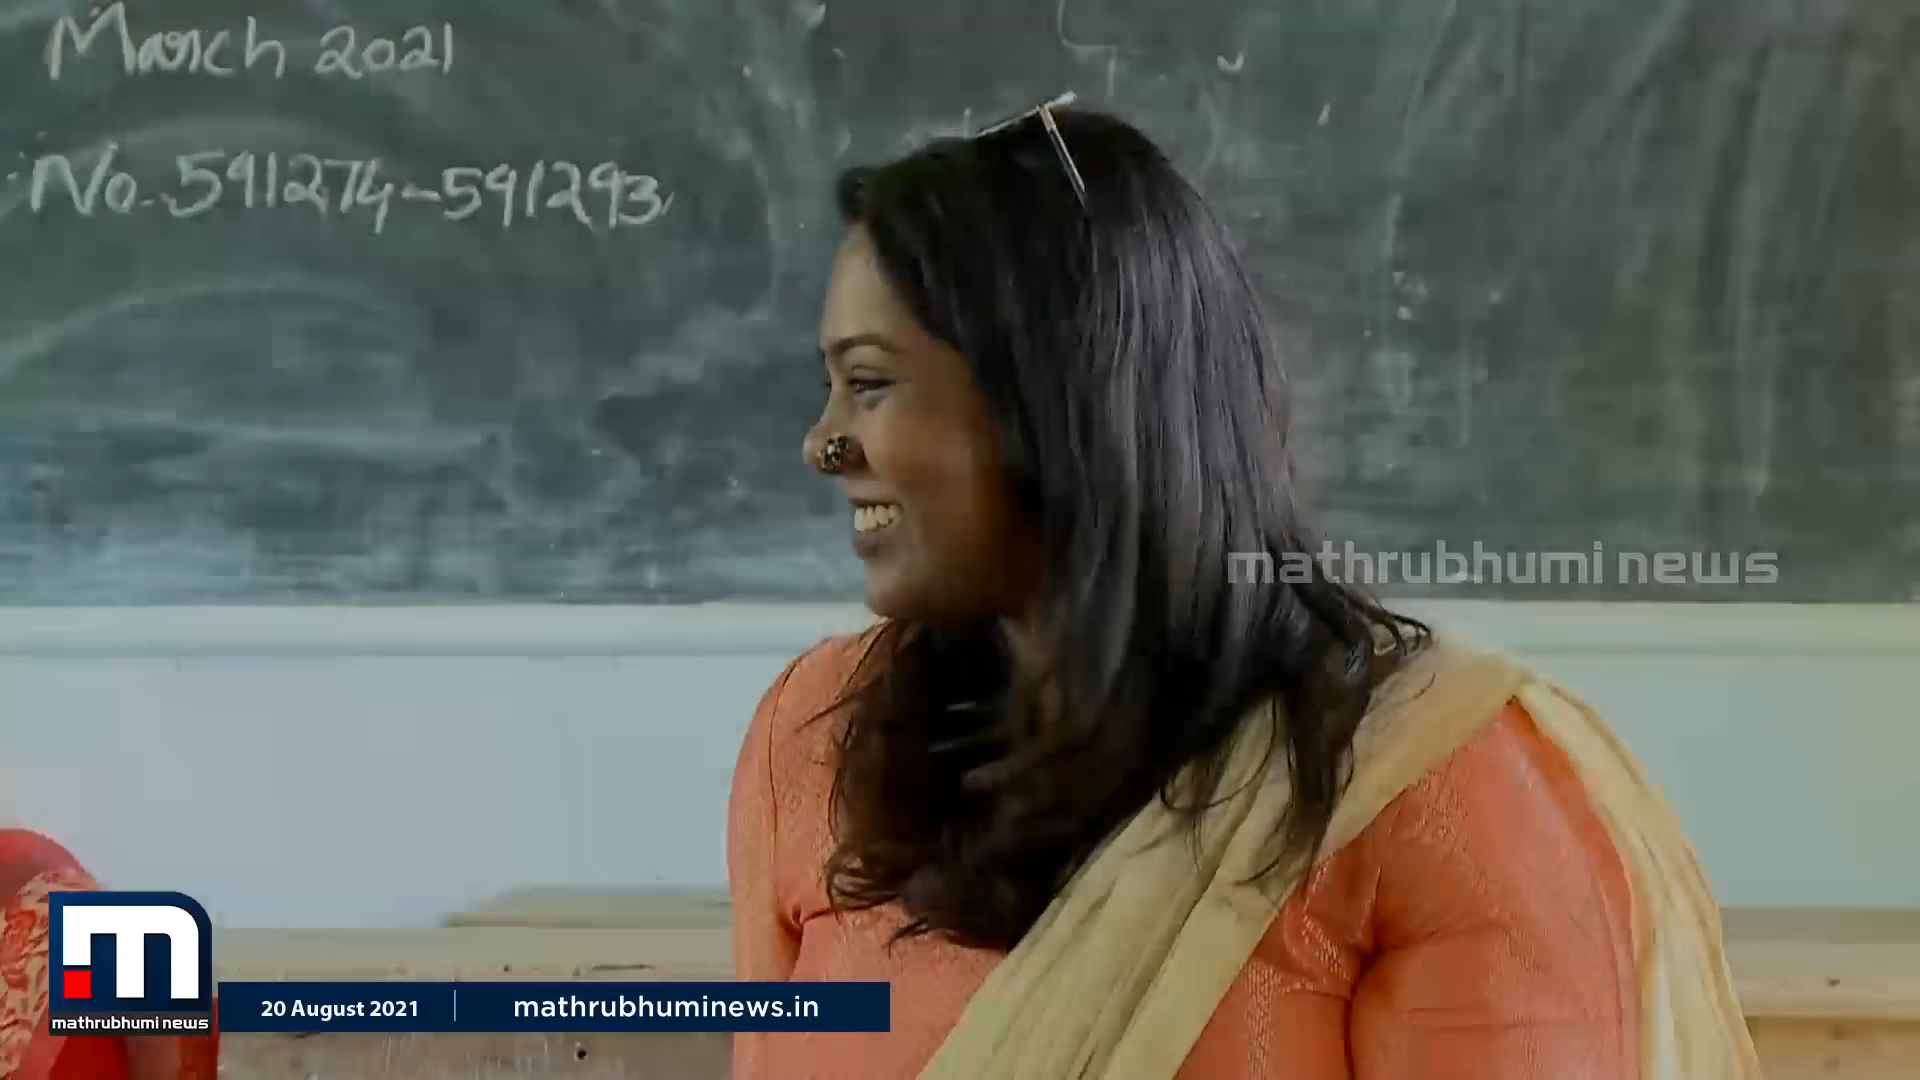 March 2021
No. 591274-591293
mathrubhumi news
mathrubhumi news
20 August 2021
mathrubhuminews.in